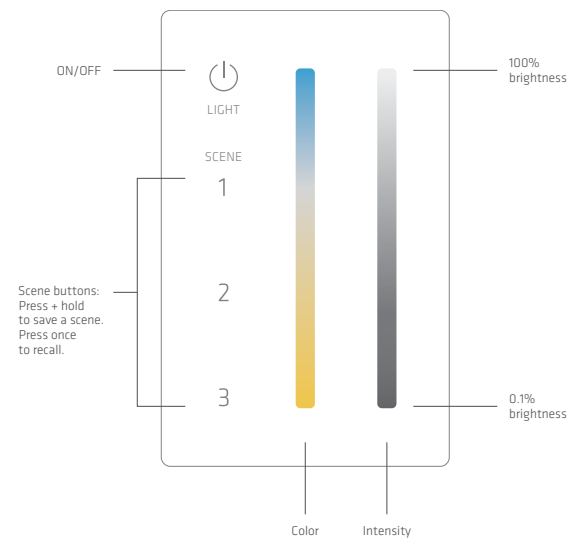 ON/OFF
LIGHT
SCENE
1
2
3
Scene buttons:
Press + hold
to save a scene.
Press once
to recall.
100%
brightness
0.1%
brightness
Color
Intensity